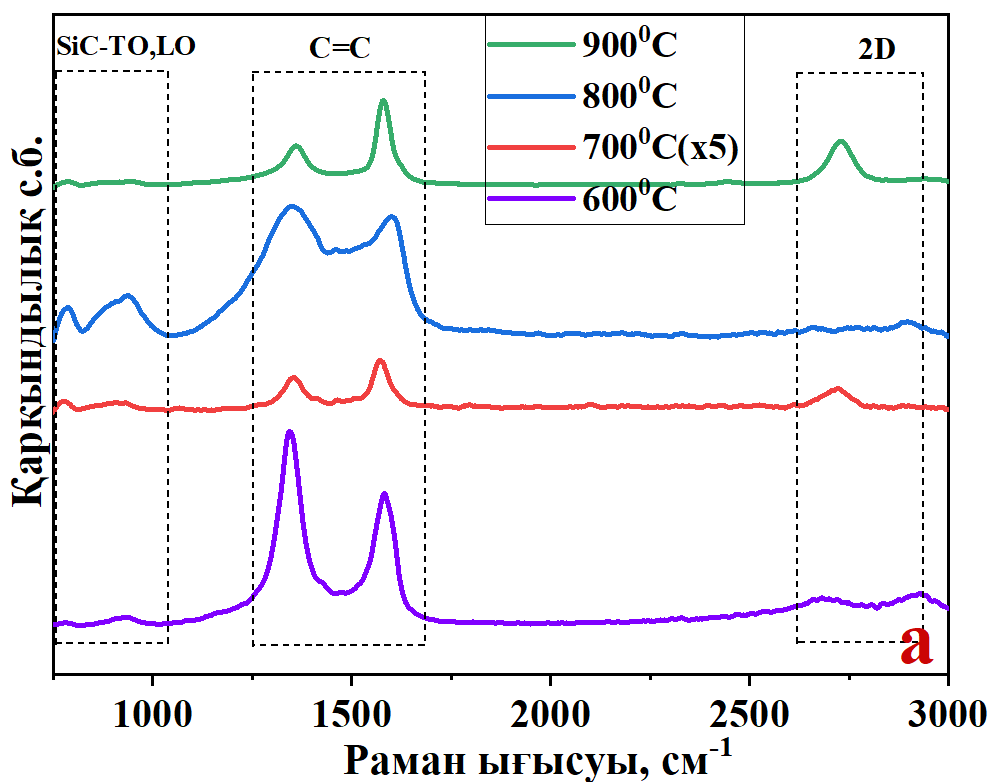 SiC-TO,LO
C=C
2D
900⁰C
800⁰C
700⁰C(x5)
600⁰C
Қарқындылық с.б.
а
1000 1500 2000 2500 3000
Раман ығысуы, см⁻¹